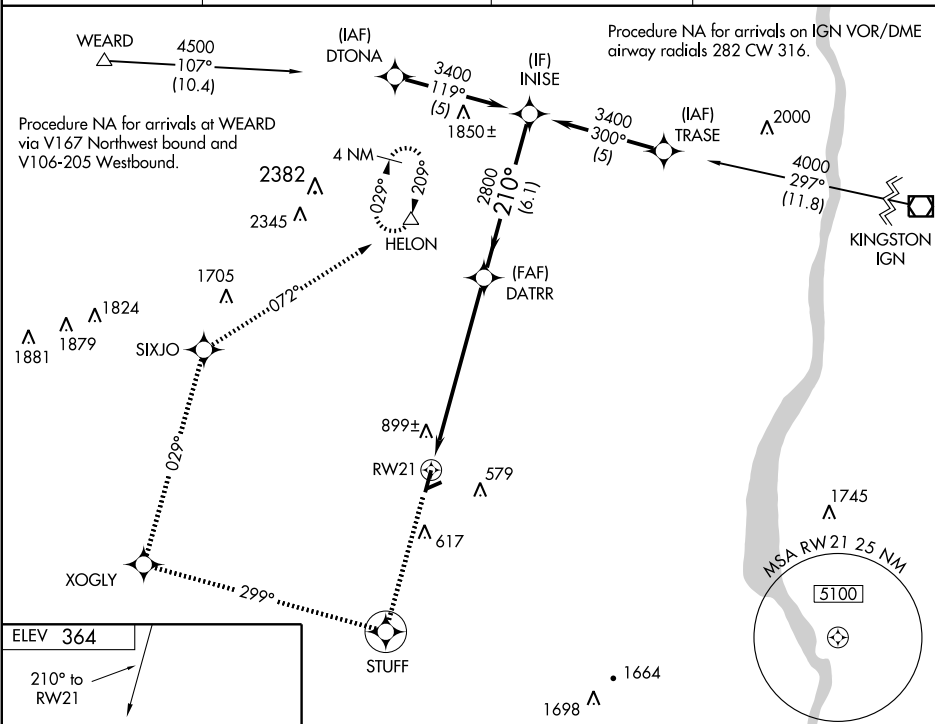 WEARD
4500
107°
(10.4)
(IAF)
DTONA
3400
119°
(5)
1850±
(IF)
INISE
Procedure NA for arrivals on IGN VOR/DME
airway radials 282 CW 316.
3400
300°
(5)
(IAF)
TRASE
2000
4000
297°
(11.8)
KINGSTON
IGN
Procedure NA for arrivals at WEARD
via V167 Northwest bound and
V106-205 Westbound.
4 NM
029°
209°
HELON
2382
2345
2800
210°
(6.1)
(FAF)
DATRR
1705
072°
1824
1879
1881
SIXJO
029°
899±
RW21
579
617
1745
XOGLY
299°
STUFF
MSA RW 21 25 NM
5100
ELEV 364
210° to
RW21
1664
1698